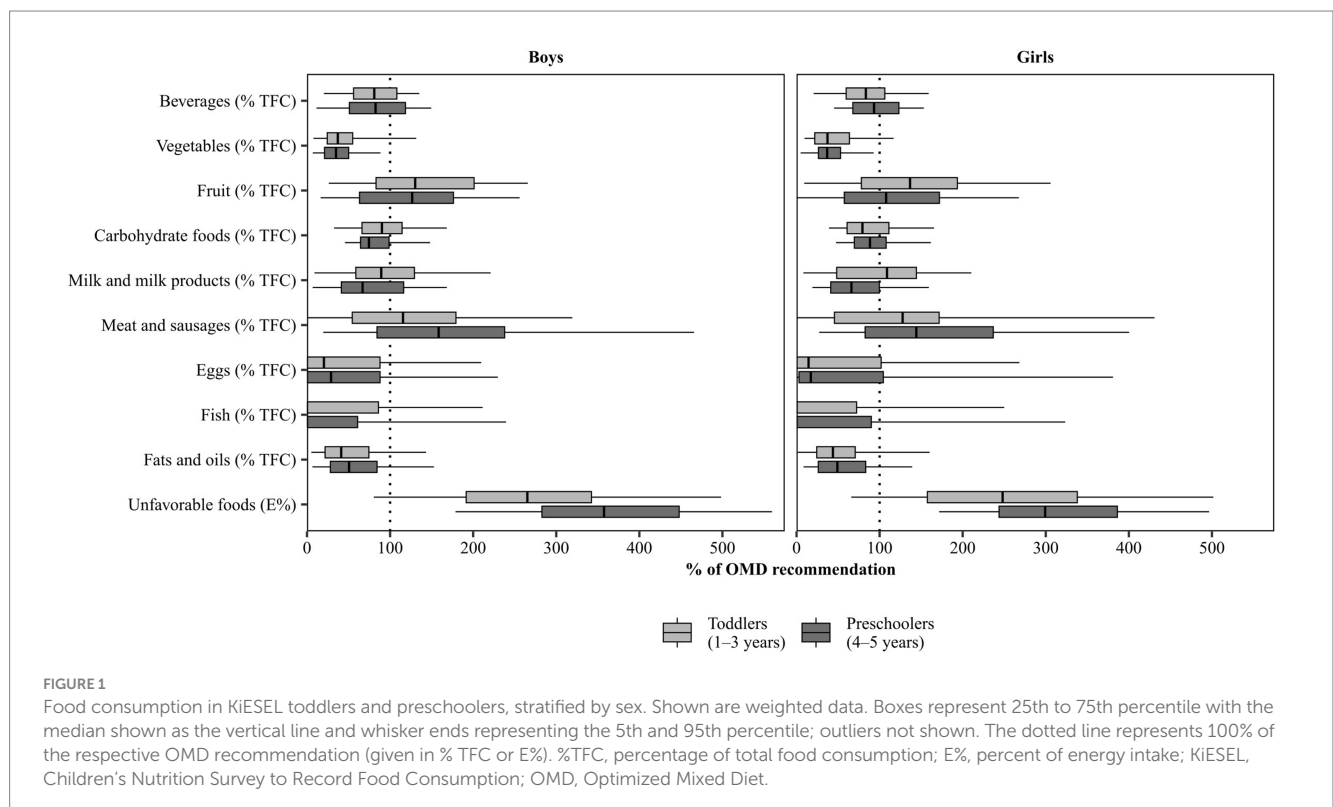 Boys
Girls
Beverages (% TFC)
Vegetables (% TFC)
Fruit (% TFC)
Carbohydrate foods (% TFC)
Milk and milk products (% TFC)
Meat and sausages (% TFC)
Eggs (% TFC)
Fish (% TFC)
Fats and oils (% TFC)
Unfavorable foods (E%)
0 100 200 300 400 500
0 100 200 300 400 500
% of OMD recommendation
Toddlers
(1–3 years)
Preschoolers
(4–5 years)
FIGURE 1
Food consumption in KiESEL toddlers and preschoolers, stratified by sex. Shown are weighted data. Boxes represent 25th to 75th percentile with the
median shown as the vertical line and whisker ends representing the 5th and 95th percentile; outliers not shown. The dotted line represents 100% of
the respective OMD recommendation (given in % TFC or E%). %TFC, percentage of total food consumption; E%, percent of energy intake; KiESEL,
Children's Nutrition Survey to Record Food Consumption; OMD, Optimized Mixed Diet.